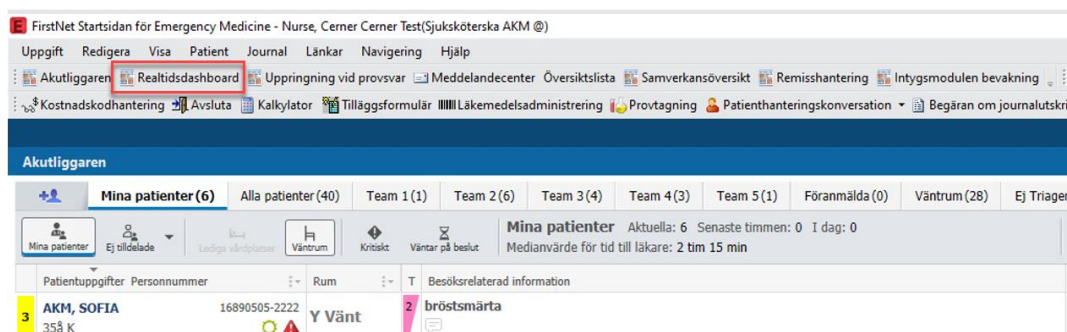 FirstNet Startsidan för Emergency Medicine - Nurse, Cerner Cerner Test(Sjuksköterska AKM @)
Uppgift Redigera Visa Patient Journal Länkar Navigering Hjälp
Akutliggaren Realtidsdashboard Uppringning vid provsvar Meddelandecenter Översiktslista Samverkansöversikt Remisshantering Intygsmodulen bevakning
Kostnadskodhantering Avsluta Kalkylator Tilläggsformulär Läkemedelsadministrering Provtagning Patienthanteringskonversation Begäran om journalutskri
Akutliggaren
Mina patienter (6) Alla patienter (40) Team 1 (1) Team 2 (6) Team 3 (4) Team 4 (3) Team 5 (1) Föranmälda (0) Väntrum (28) Ej Triager
Mina patienter Ej tilldelade Lediga vårdplatser Väntrum Kritiskt Väntar på beslut Mina patienter Aktuella: 6 Senaste timmen: 0 I dag: 0
Medianvärde för tid till läkare: 2 tim 15 min
Patientuppgifter Personnummer Rum T Besöksrelaterad information
3 AKM, SOFIA 16890505-2222 Y Vänt 2 bröstsmärta
35å K